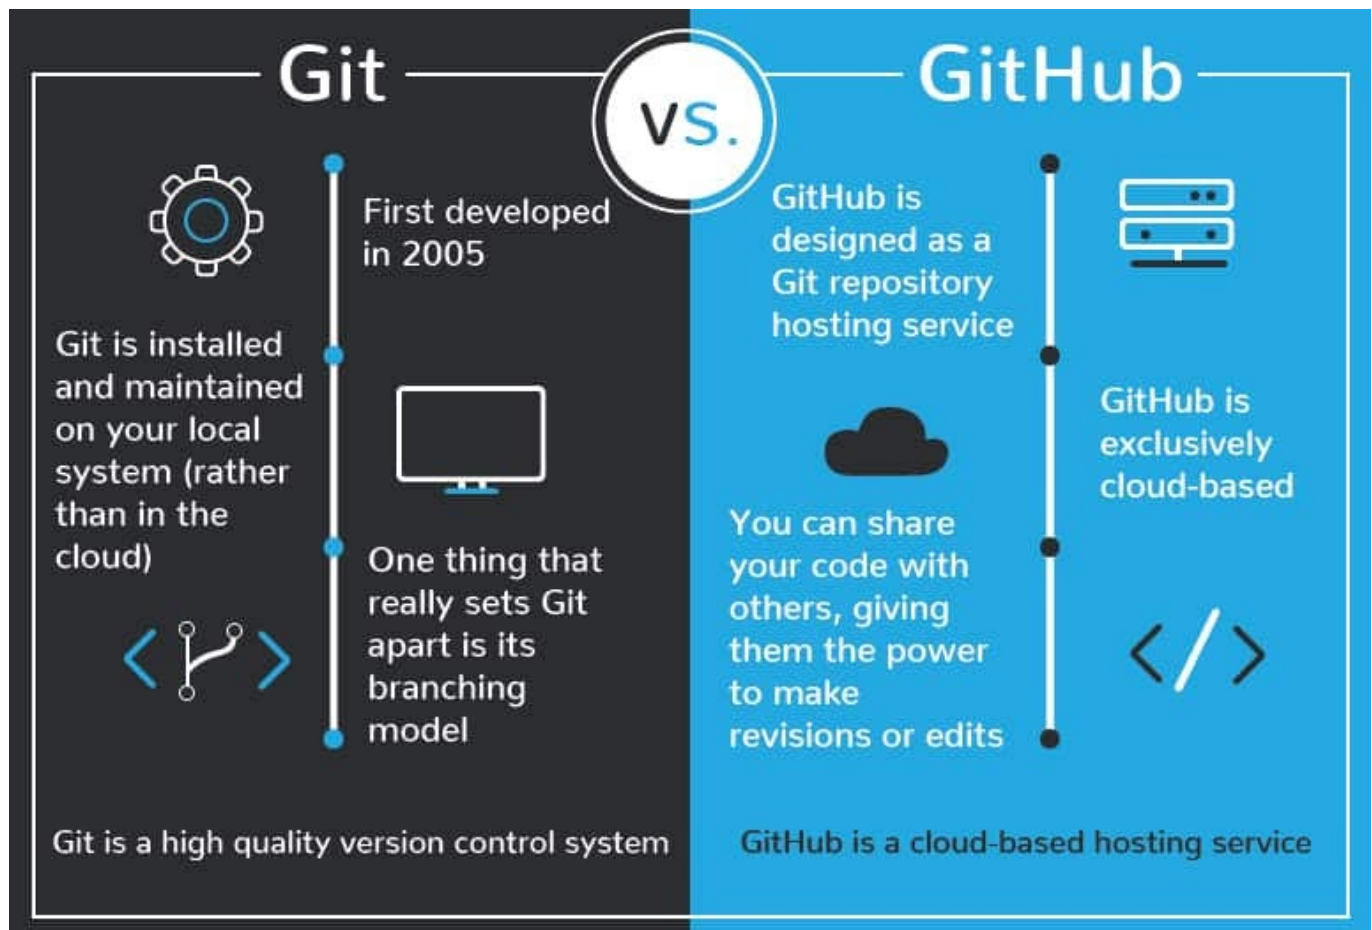 Git
vs.
GitHub
First developed
in 2005
Git is installed
and maintained
on your local
system (rather
than in the
cloud)
One thing that
really sets Git
apart is its
branching
model
Git is a high quality version control system
GitHub is
designed as a
Git repository
hosting service
GitHub is
exclusively
cloud-based
You can share
your code with
others, giving
them the power
to make
revisions or edits
GitHub is a cloud-based hosting service